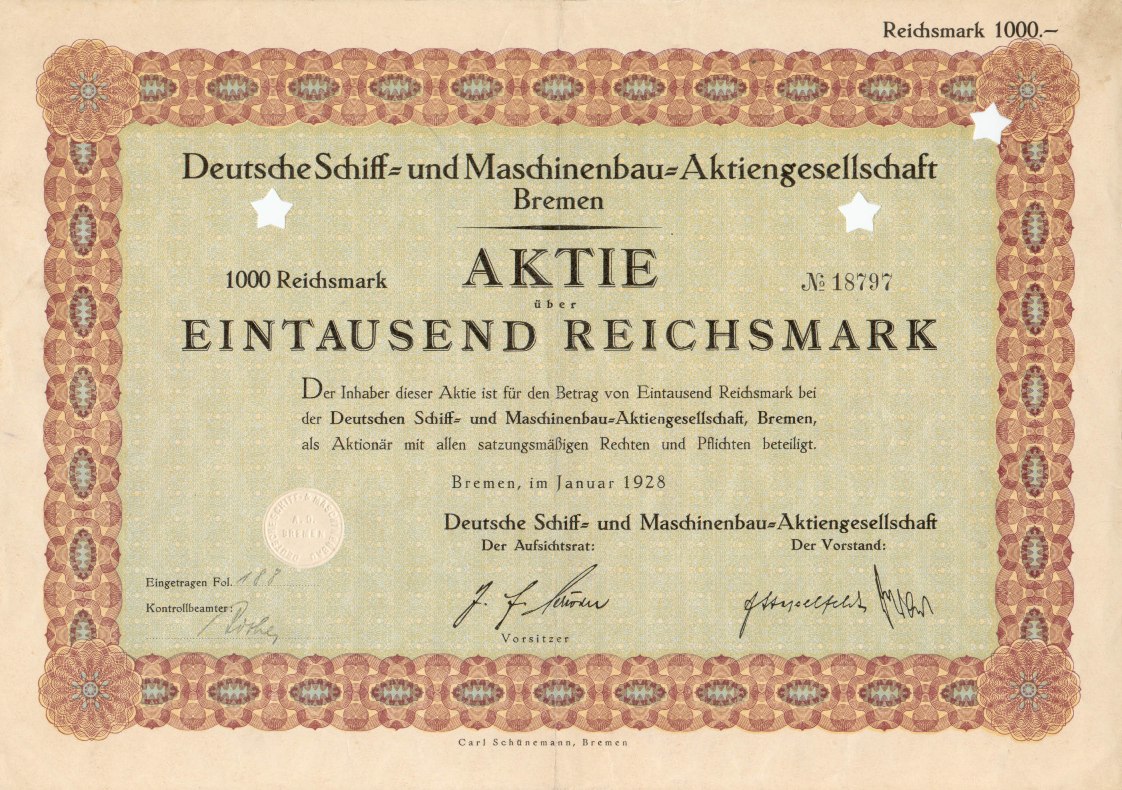 Reichsmark 1000.–
Deutsche Schiff= und Maschinenbau=Aktiengesellschaft
Bremen
AKTIE
1000 Reichsmark
№ 18797
über
EINTAUSEND REICHSMARK
Der Inhaber dieser Aktie ist für den Betrag von Eintausend Reichsmark bei
der Deutschen Schiff= und Maschinenbau=Aktiengesellschaft, Bremen,
als Aktionär mit allen satzungsmäßigen Rechten und Pflichten beteiligt.
Bremen, im Januar 1928
Deutsche Schiff= und Maschinenbau=Aktiengesellschaft
Der Aufsichtsrat:
Der Vorstand:
Eingetragen Fol. 188
Kontrollbeamter:
J. F. Schröder
Vorsitzer
A. G.
BREMEN
Carl Schünemann, Bremen